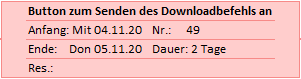 Button zum Senden des Downloadbefehls an
Anfang: Mit 04.11.20 Nr.: 49
Ende: Don 05.11.20 Dauer: 2 Tage
Res.: